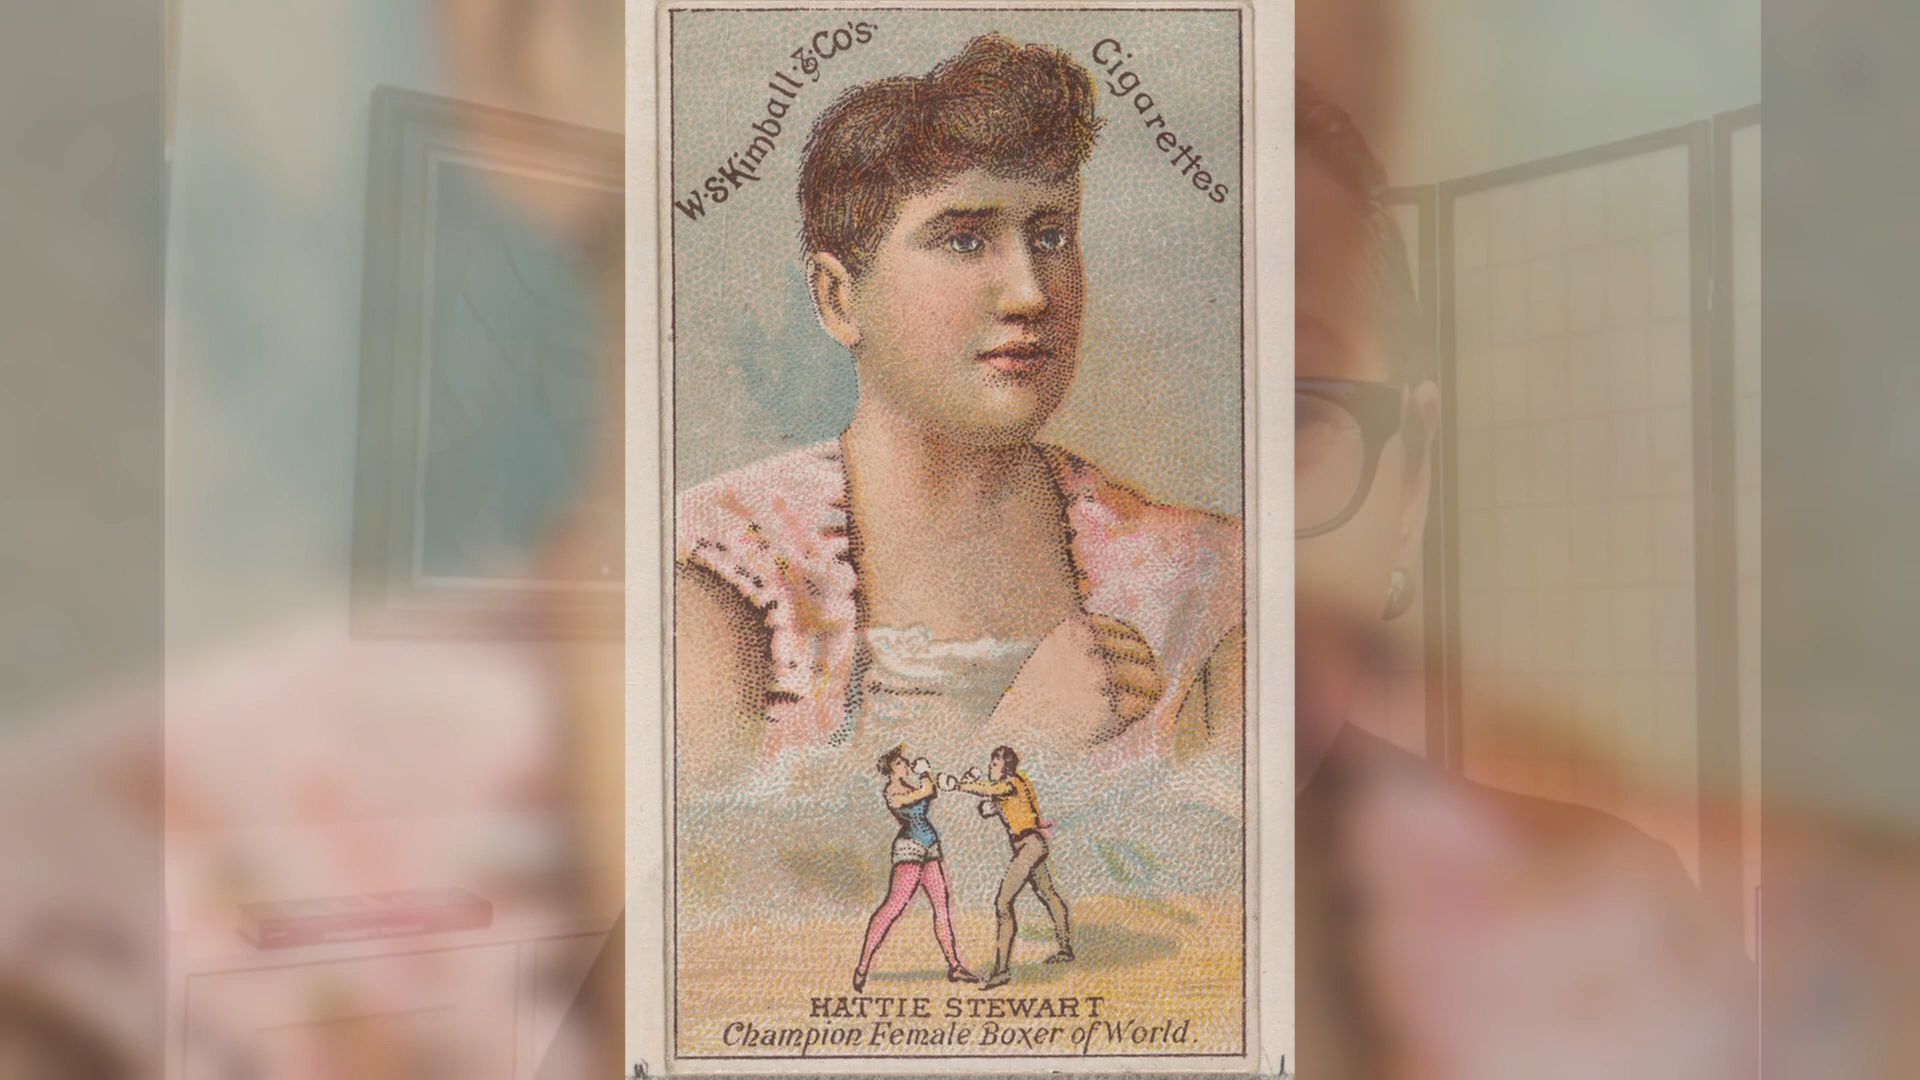 W.S.Kimball.&.Co's.
Cigarettes
HATTIE STEWART
Champion Female Boxer of World.